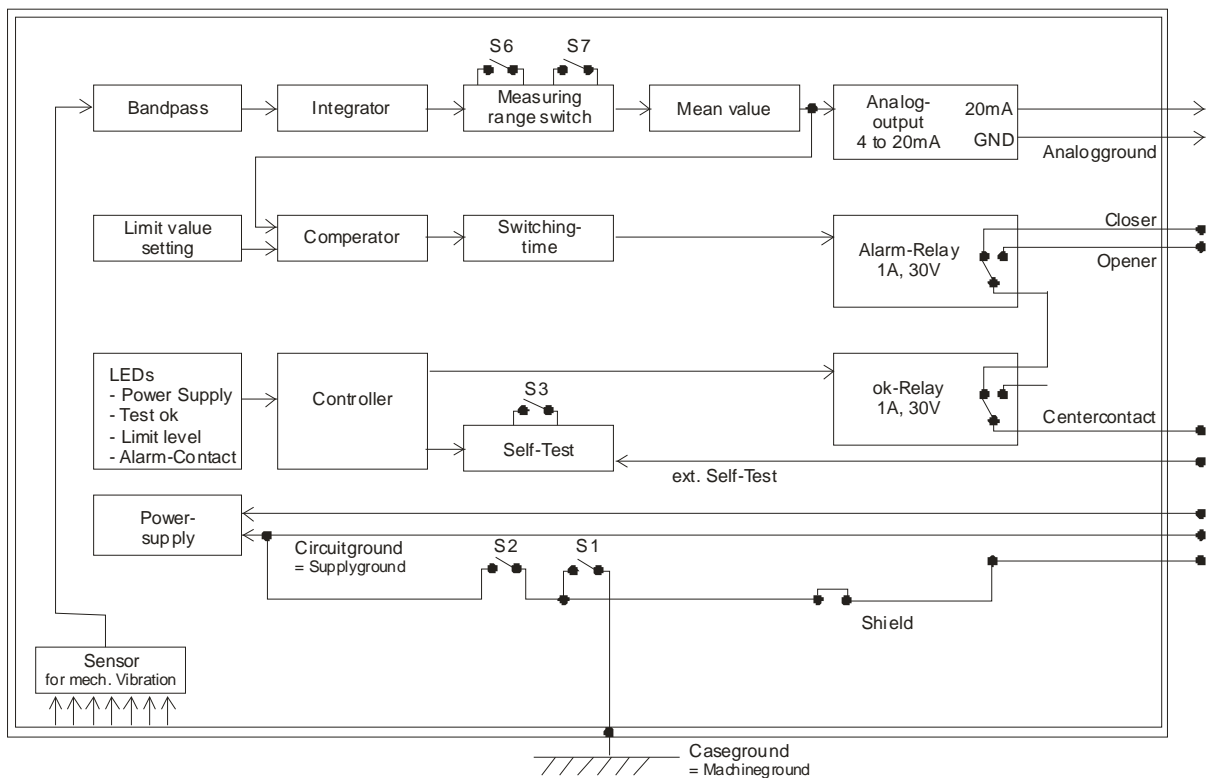 S6
S7
Bandpass
Integrator
Measuring
range switch
Mean value
Analog-
output
4 to 20mA
20mA
GND
Analogground
Limit value
setting
Comperator
Switching-
time
Alarm-Relay
1A, 30V
Closer
Opener
LEDs
- Power Supply
- Test ok
- Limit level
- Alarm-Contact
Controller
S3
Self-Test
ok-Relay
1A, 30V
Centercontact
ext. Self-Test
Power-
supply
Circuitground
= Supplyground
S2
S1
Shield
Sensor
for mech. Vibration
Caseground
= Machineground